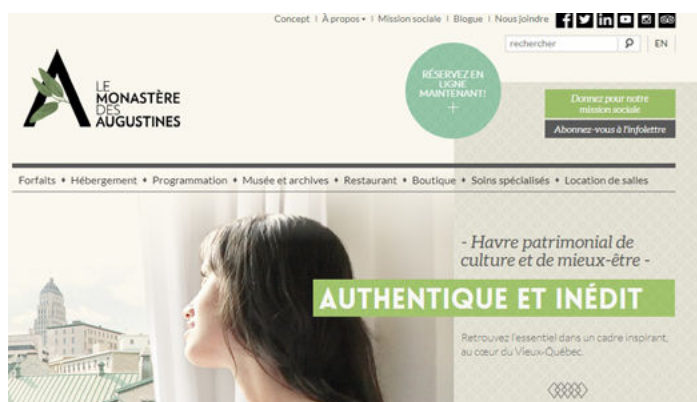 Concept | À propos | Mission sociale | Blogue | Nous joindre
rechercher EN
LE
MONASTÈRE
DES
AUGUSTINES
RÉSERVEZ EN
LIGNE
MAINTENANT!
+
Donnez pour notre
mission sociale
Abonnez-vous à l'infolettre
Forfaits • Hébergement • Programmation • Musée et archives • Restaurant • Boutique • Soins spécialisés • Location de salles
- Havre patrimonial de
culture et de mieux-être -
AUTHENTIQUE ET INÉDIT
Retrouvez l'essentiel dans un cadre inspirant,
au cœur du Vieux-Québec.